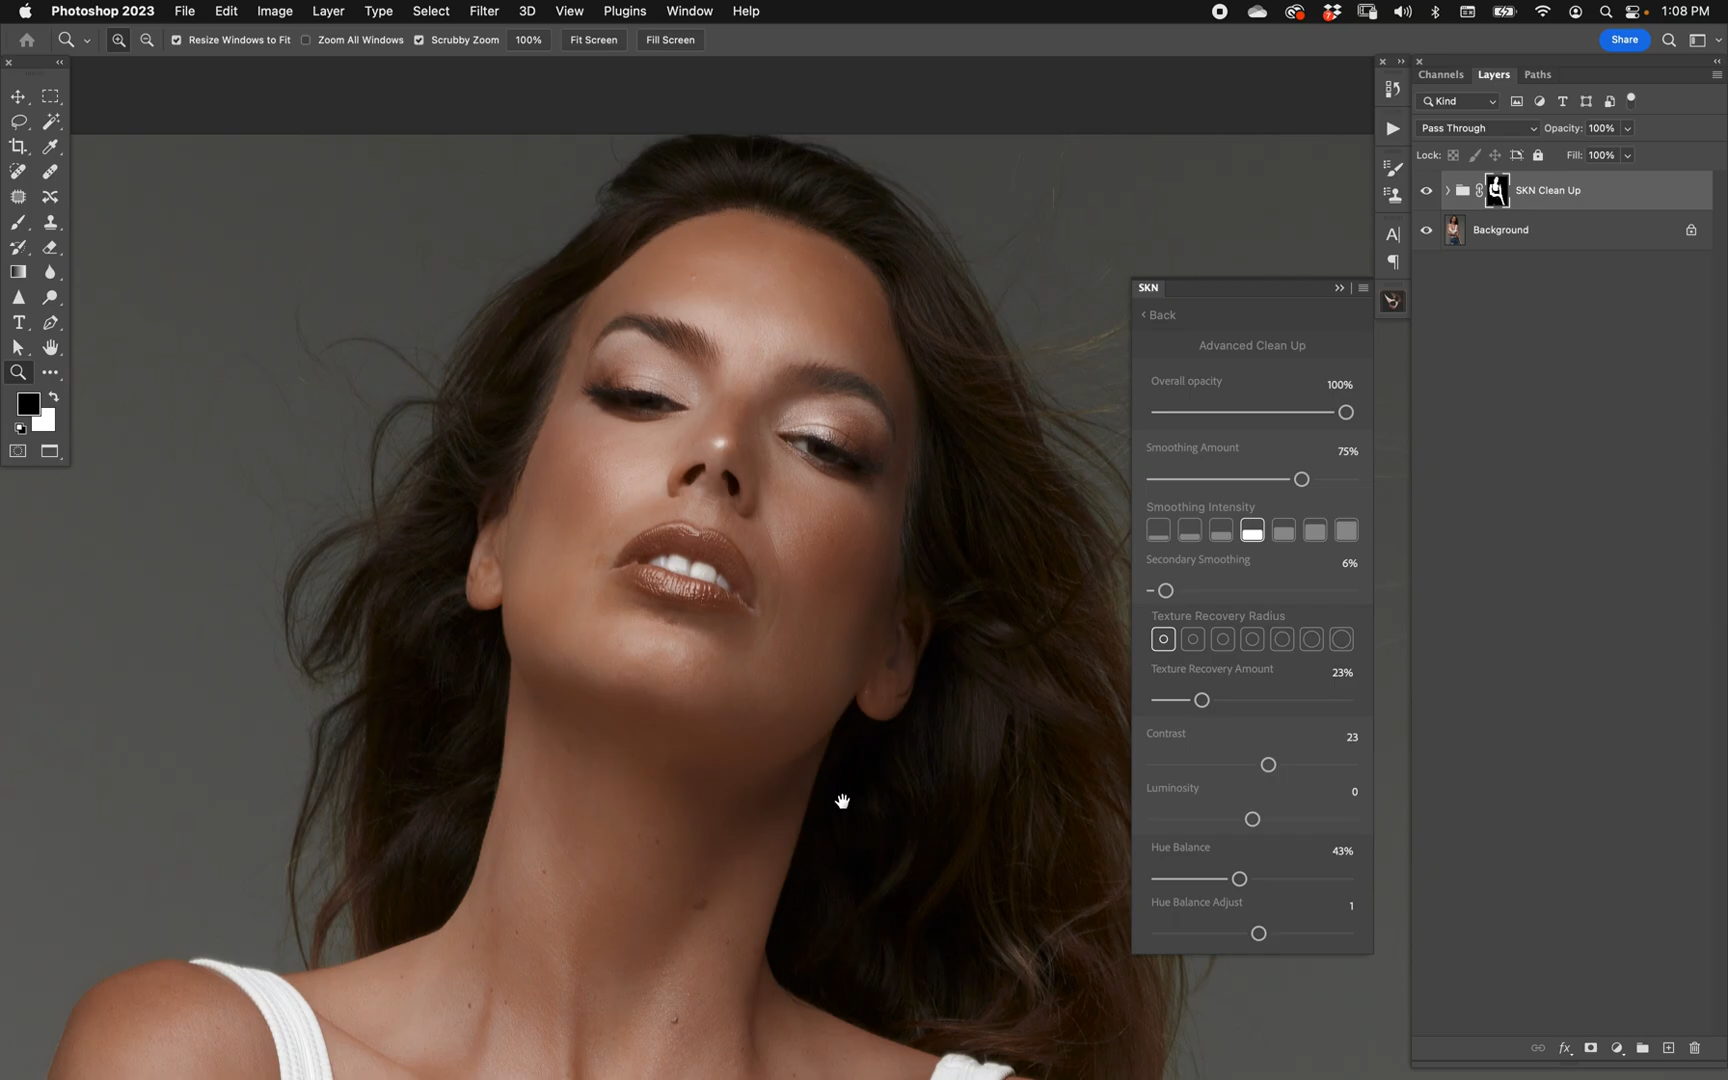 Photoshop 2023 File Edit Image Layer Type Select Filter 3D View Plugins Window Help 7 1:08 PM
Resize Windows to Fit Zoom All Windows Scrubby Zoom 100% Fit Screen Fill Screen Share
Channels Layers Paths
Kind
Pass Through Opacity: 100%
Lock: Fill: 100%
SKN Clean Up
Background
SKN
Back
Advanced Clean Up
Overall opacity 100%
Smoothing Amount 75%
Smoothing Intensity
Secondary Smoothing 6%
Texture Recovery Radius
Texture Recovery Amount 23%
Contrast 23
Luminosity 0
Hue Balance 43%
Hue Balance Adjust 1